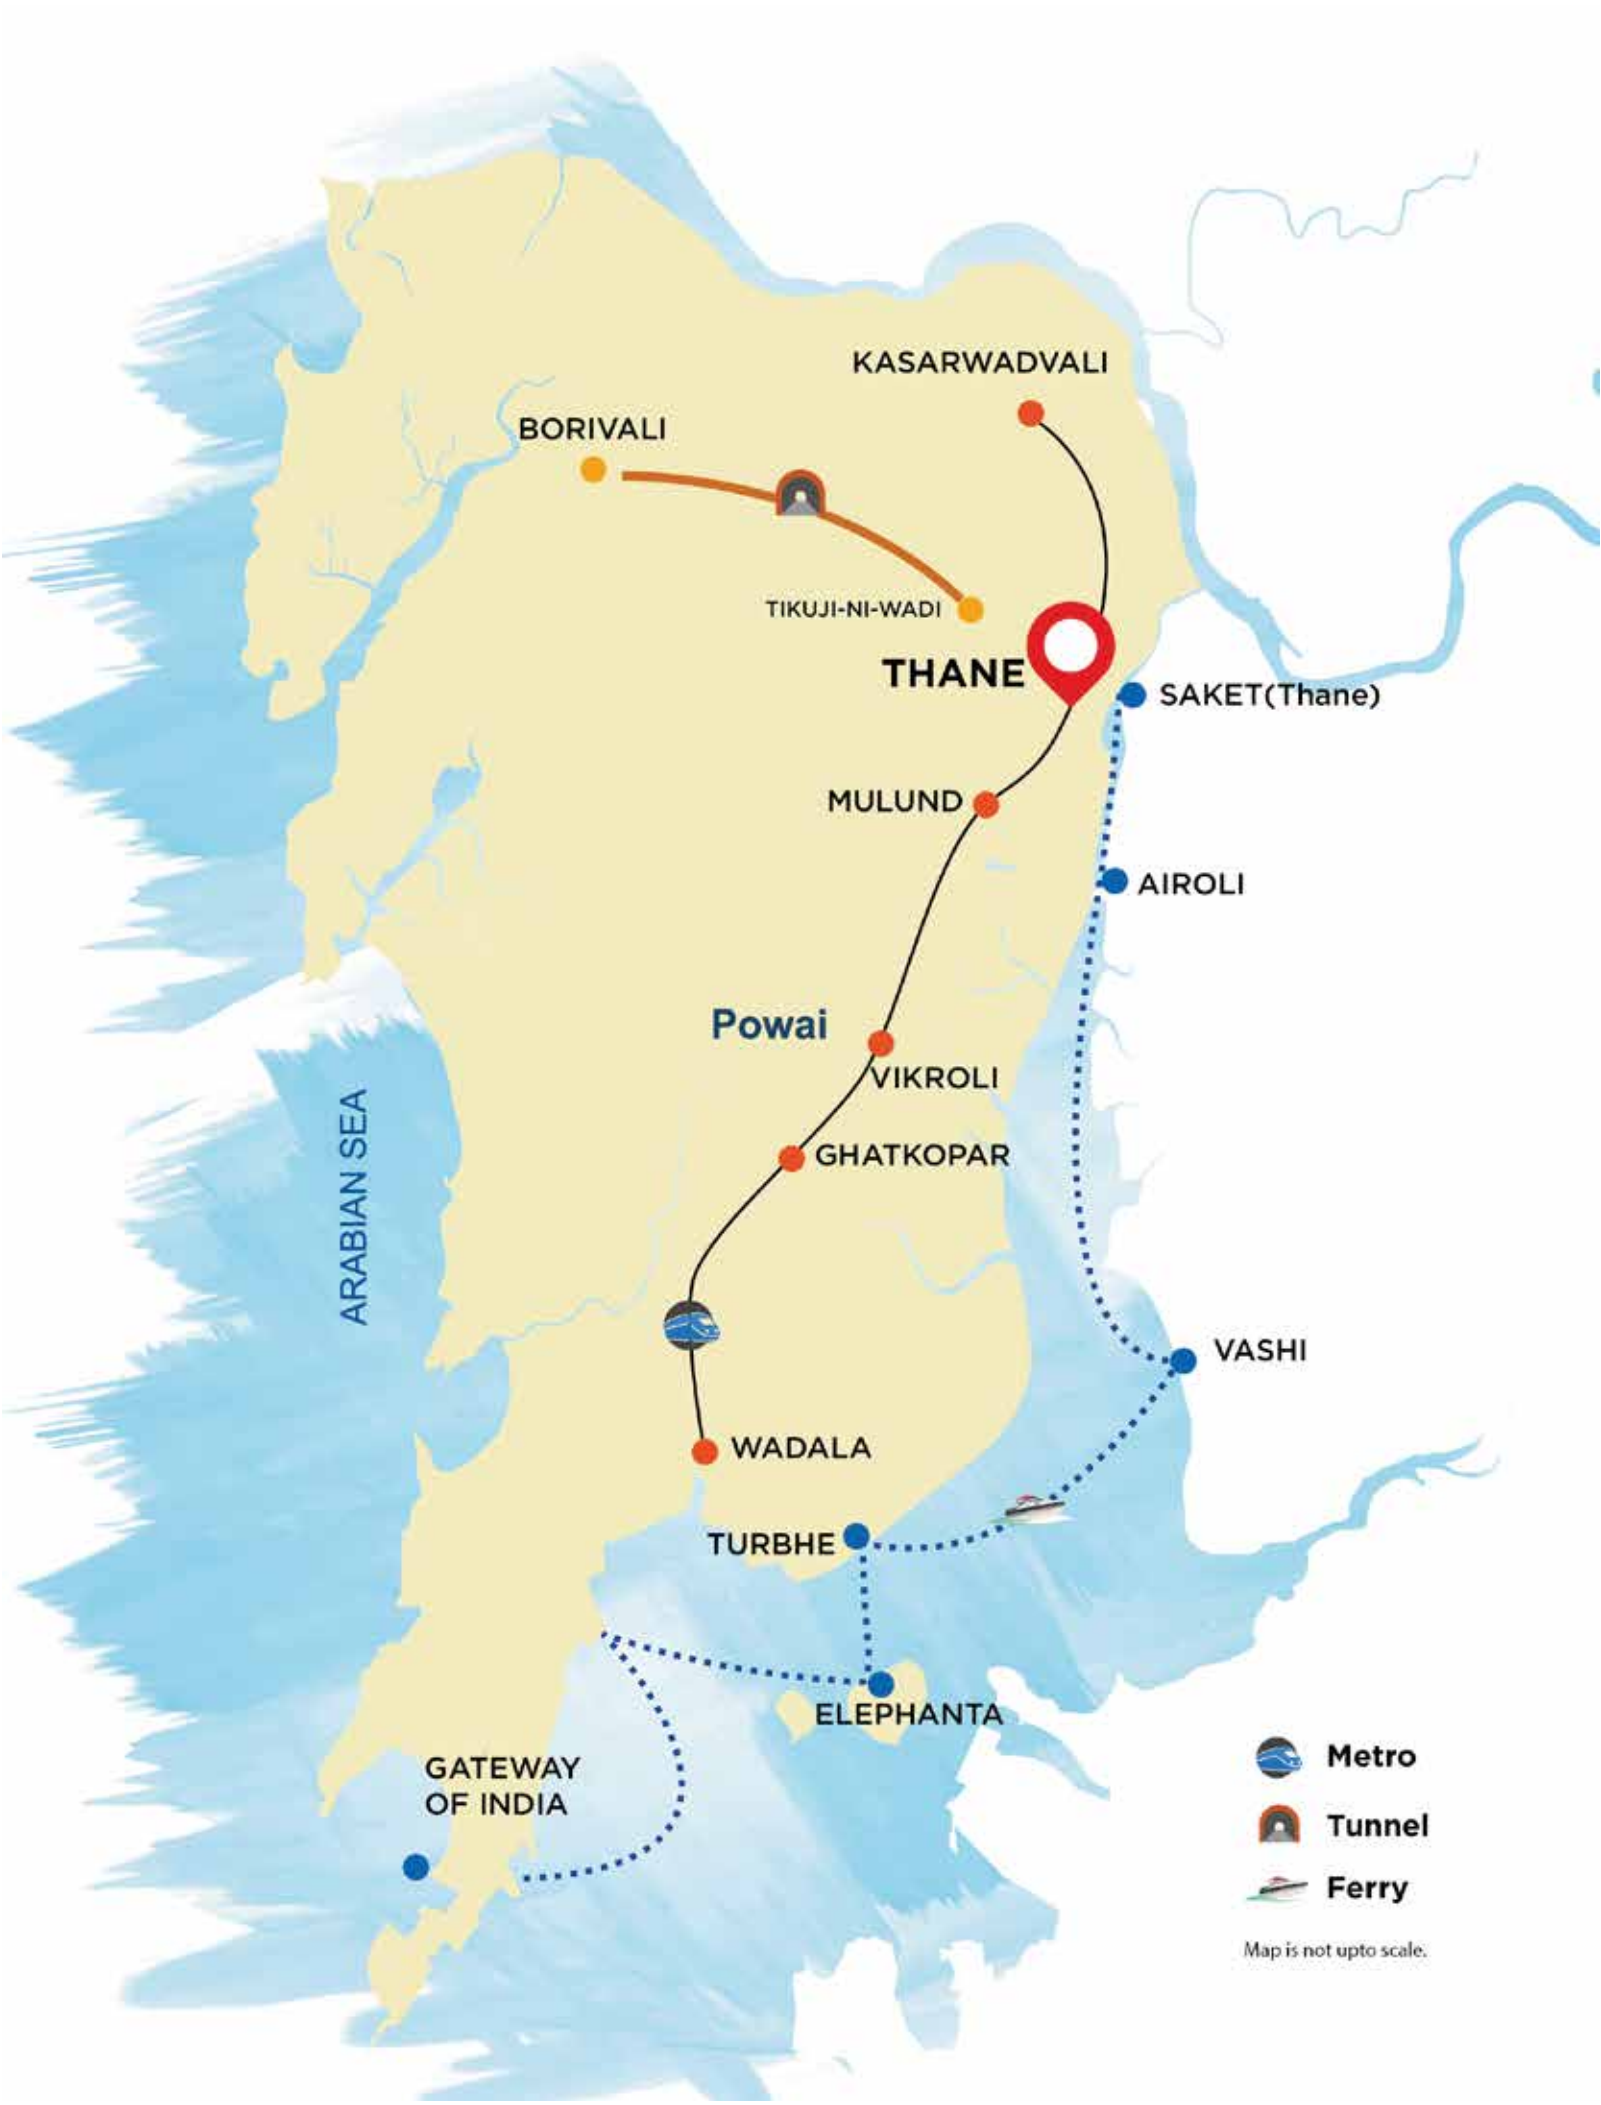 KASARWADVALI
BORIVALI
TIKUJI-NI-WADI
THANE
SAKET(Thane)
MULUND
AIROLI
Powai
VIKROLI
GHATKOPAR
ARABIAN SEA
VASHI
WADALA
TURBHE
ELEPHANTA
GATEWAY
OF INDIA
Metro
Tunnel
Ferry
Map is not upto scale.